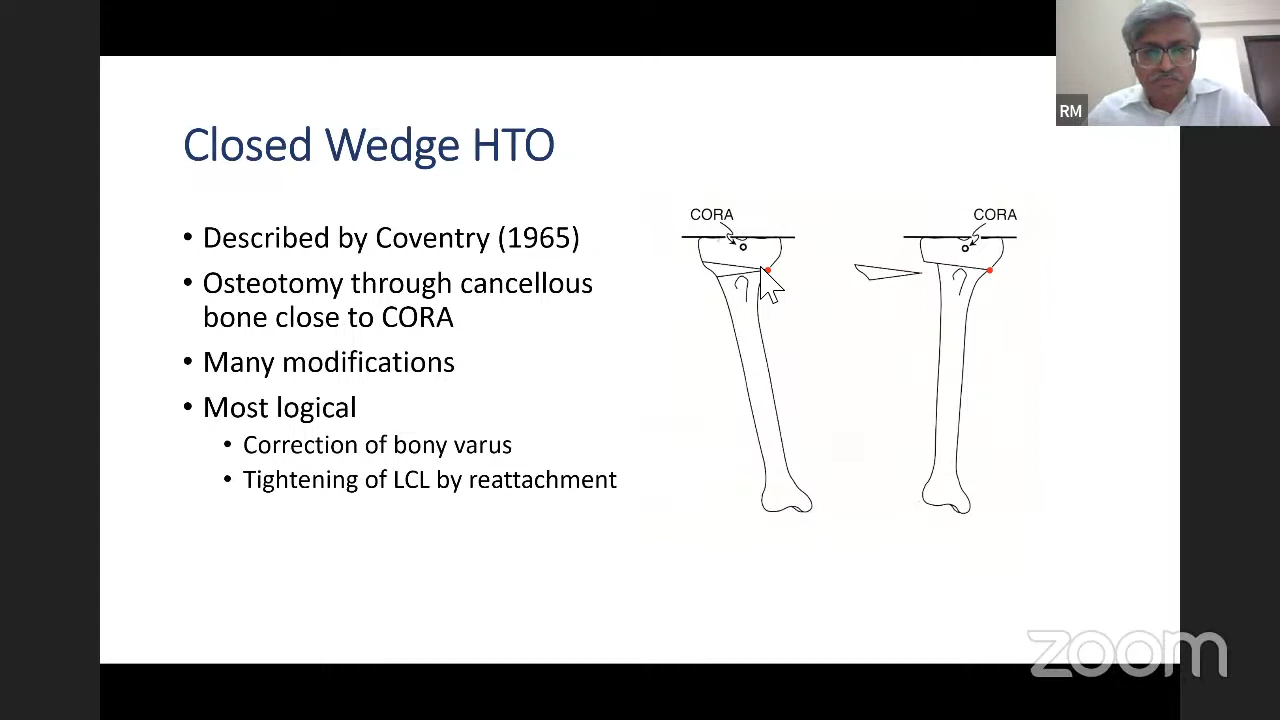 RM
Closed Wedge HTO
• Described by Coventry (1965)
• Osteotomy through cancellous
bone close to CORA
• Many modifications
• Most logical
• Correction of bony varus
• Tightening of LCL by reattachment
CORA
CORA
zoom